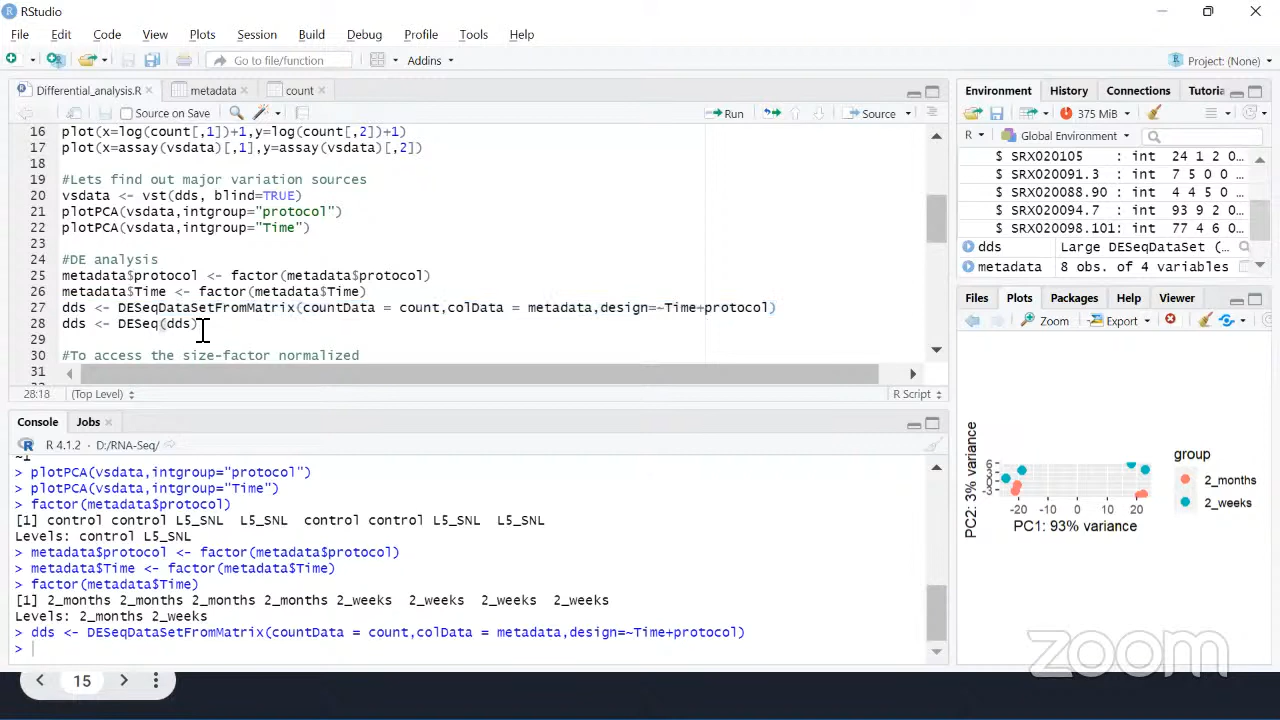 RStudio
File Edit Code View Plots Session Build Debug Profile Tools Help
Go to file/function Addins Project: (None)
Differential_analysis.R metadata count
Source on Save Run Source
16 plot(x=log(count[,1])+1,y=log(count[,2])+1)
17 plot(x=assay(vsdata)[,1],y=assay(vsdata)[,2])
18
19 #Lets find out major variation sources
20 vsdata <- vst(dds, blind=TRUE)
21 plotPCA(vsdata,intgroup="protocol")
22 plotPCA(vsdata,intgroup="Time")
23
24 #DE analysis
25 metadata$protocol <- factor(metadata$protocol)
26 metadata$Time <- factor(metadata$Time)
27 dds <- DESeqDataSetFromMatrix(countData = count,colData = metadata,design=~Time+protocol)
28 dds <- DESeq(dds)
29
30 #To access the size-factor normalized
31
28:18 (Top Level) R Script
Console Jobs
R 4.1.2 · D:/RNA-Seq/
~1
> plotPCA(vsdata,intgroup="protocol")
> plotPCA(vsdata,intgroup="Time")
> factor(metadata$protocol)
[1] control control L5_SNL L5_SNL control control L5_SNL L5_SNL
Levels: control L5_SNL
> metadata$protocol <- factor(metadata$protocol)
> metadata$Time <- factor(metadata$Time)
> factor(metadata$Time)
[1] 2_months 2_months 2_months 2_months 2_weeks 2_weeks 2_weeks 2_weeks
Levels: 2_months 2_weeks
> dds <- DESeqDataSetFromMatrix(countData = count,colData = metadata,design=~Time+protocol)
>
Environment History Connections Tutoria
375 MiB
R Global Environment
$ SRX020105 : int 24 1 2 0…
$ SRX020091.3 : int 7 5 0 0…
$ SRX020088.90 : int 4 4 5 0…
$ SRX020094.7 : int 93 9 2 0…
$ SRX020098.101: int 77 4 6 0…
dds Large DESeqDataSet (…
metadata 8 obs. of 4 variables
Files Plots Packages Help Viewer
Zoom Export
PC2: 3% variance
6
3
0
-3
-20 -10 0 10 20
PC1: 93% variance
group
2_months
2_weeks
zoom
15